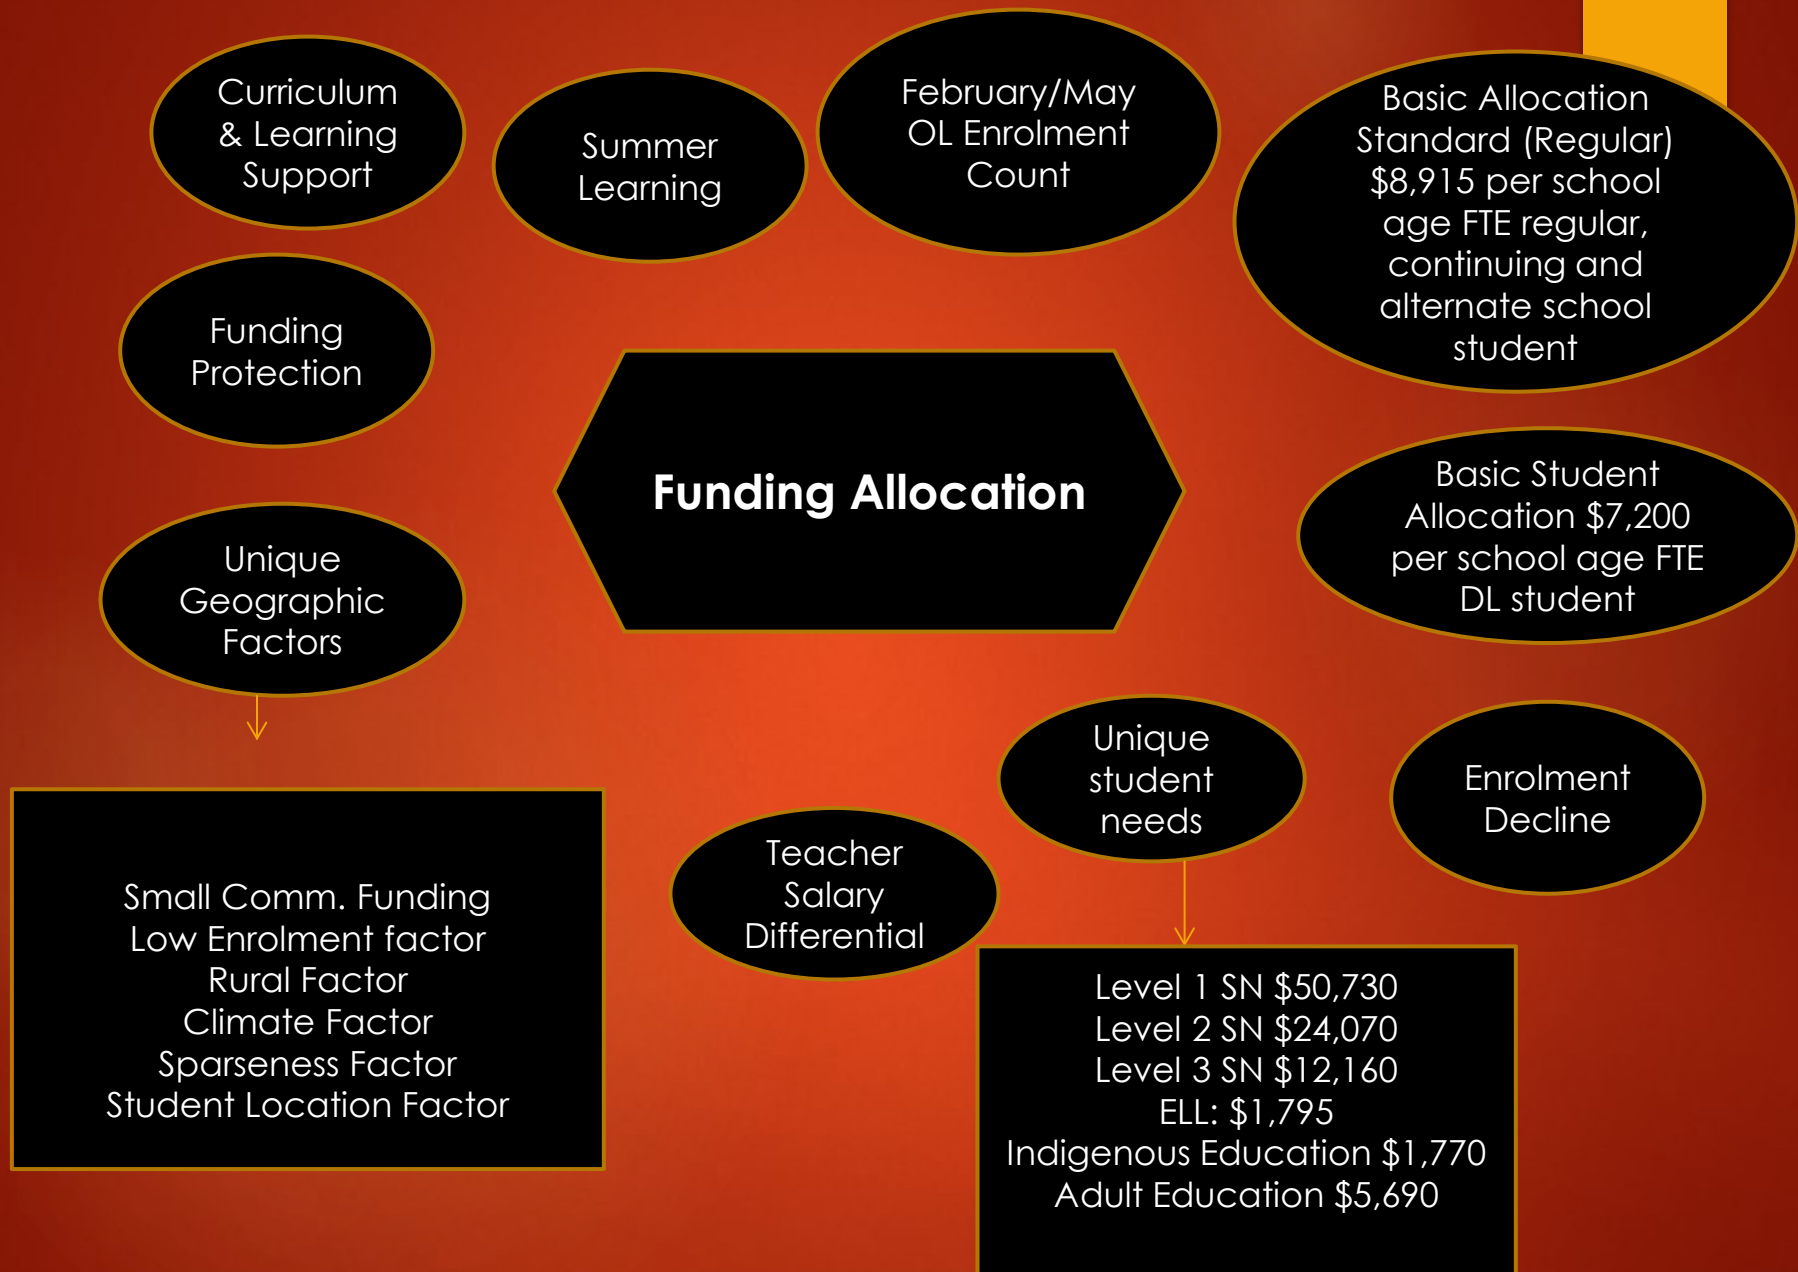 Curriculum
& Learning
Support
Summer
Learning
February/May
OL Enrolment
Count
Basic Allocation
Standard (Regular)
$8,915 per school
age FTE regular,
continuing and
alternate school
student
Funding
Protection
Funding Allocation
Basic Student
Allocation $7,200
per school age FTE
DL student
Unique
Geographic
Factors
Unique
student
needs
Enrolment
Decline
Teacher
Salary
Differential
Small Comm. Funding
Low Enrolment factor
Rural Factor
Climate Factor
Sparseness Factor
Student Location Factor
Level 1 SN $50,730
Level 2 SN $24,070
Level 3 SN $12,160
ELL: $1,795
Indigenous Education $1,770
Adult Education $5,690